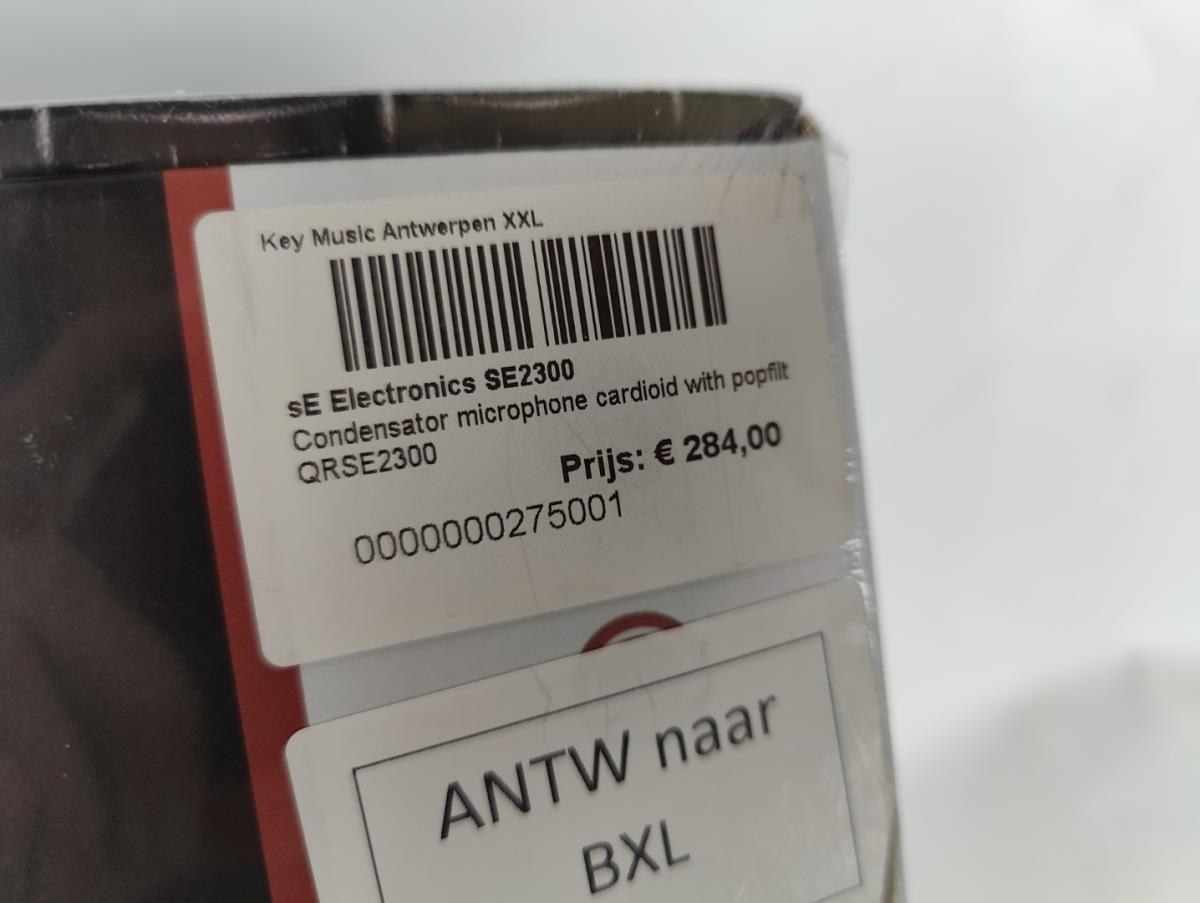 Key Music Antwerpen XXL
sE Electronics SE2300
Condensator microphone cardioid with popfilt
QRSE2300
Prijs: € 284,00
0000000275001
ANTW naar
BXL